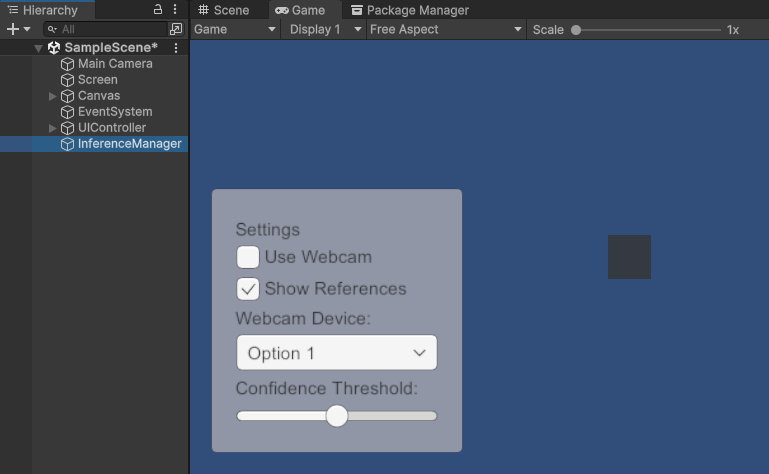 Hierarchy
All
SampleScene*
Main Camera
Screen
Canvas
EventSystem
UIController
InferenceManager
Scene
Game
Package Manager
Game
Display 1
Free Aspect
Scale
1x
Settings
Use Webcam
Show References
Webcam Device:
Option 1
Confidence Threshold: